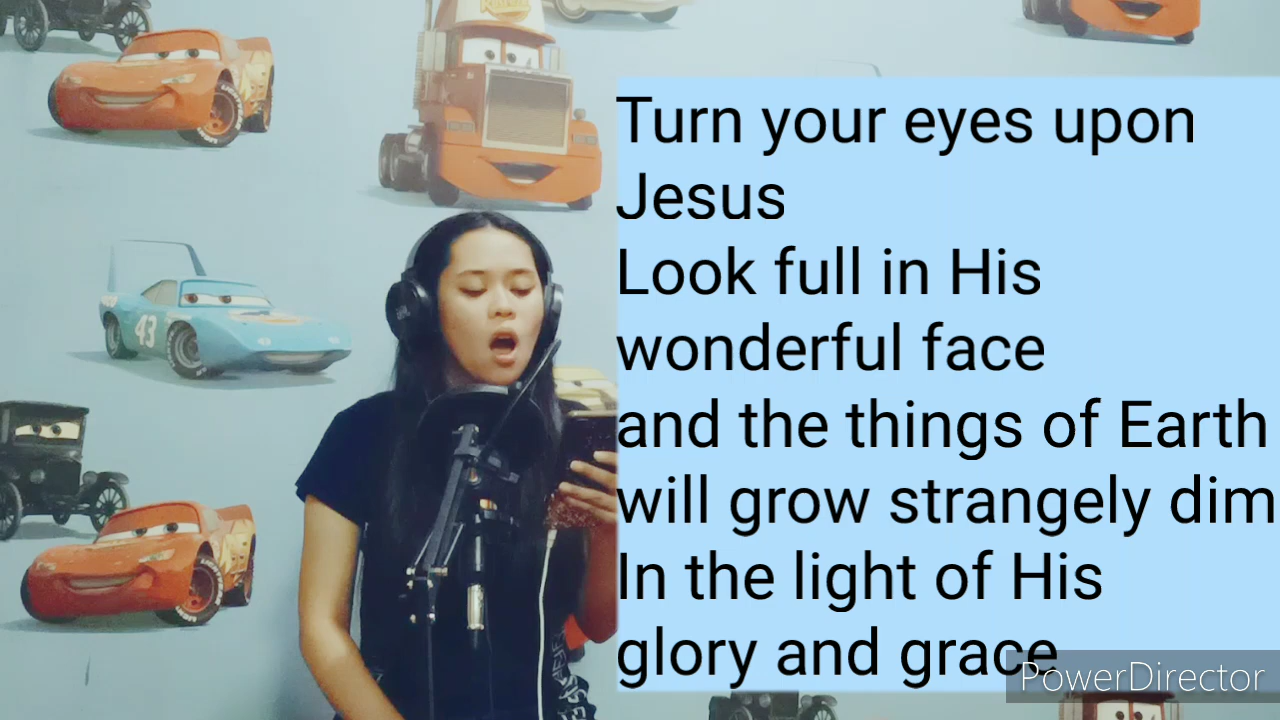 Turn your eyes upon
Jesus
Look full in His
wonderful face
and the things of Earth
will grow strangely dim
In the light of His
glory and grace
PowerDirector
43